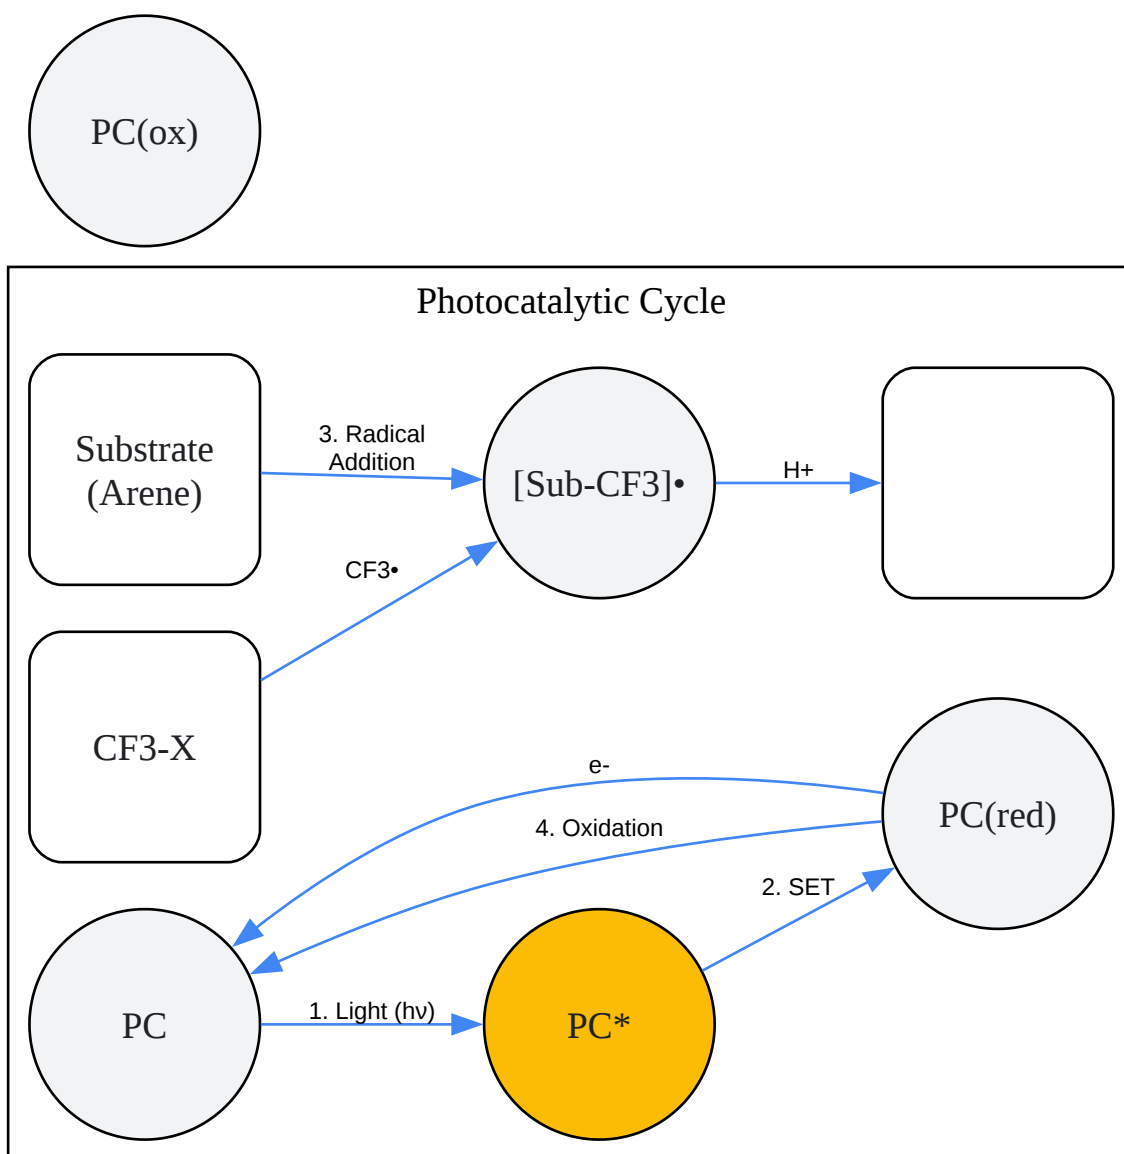 PC(ox)
Photocatalytic Cycle
Substrate
(Arene)
3. Radical
Addition
[Sub-CF3]•
H+
CF3•
CF3-X
e-
4. Oxidation
PC(red)
2. SET
PC
1. Light (hν)
PC*